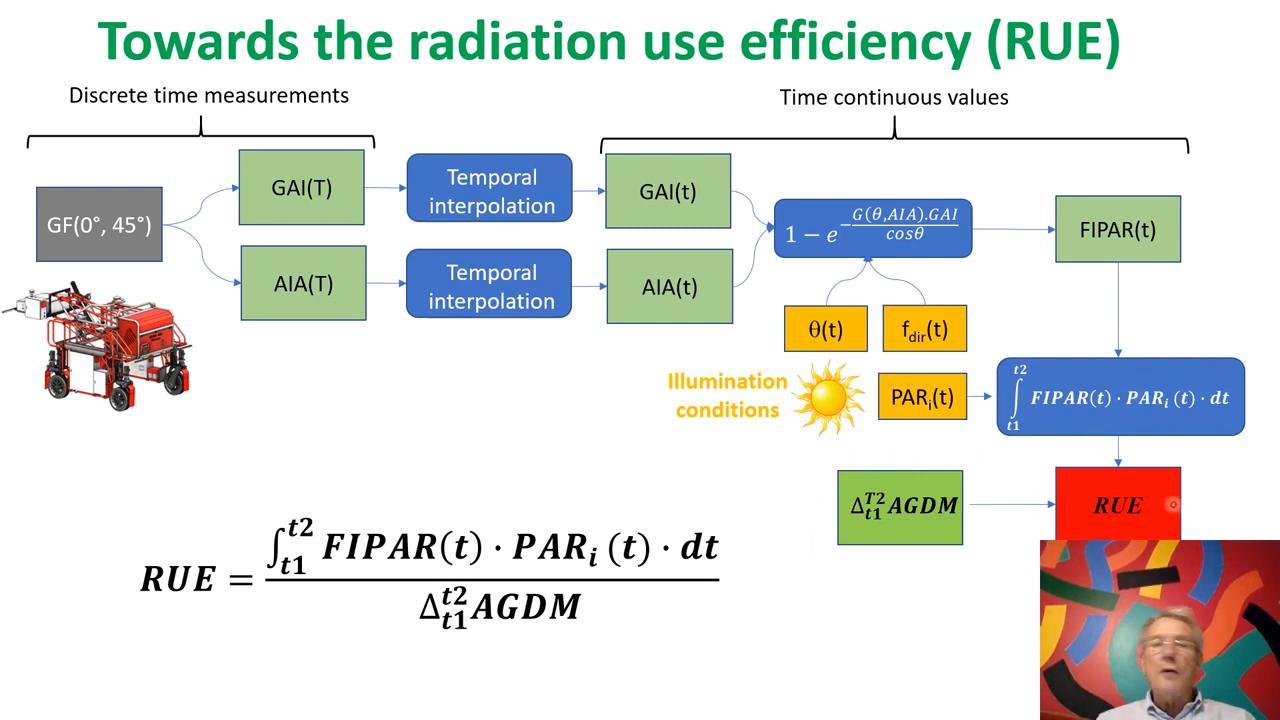 Towards the radiation use efficiency (RUE)
Discrete time measurements
Time continuous values
GF(0°, 45°)
GAI(T)
Temporal
interpolation
GAI(t)
AIA(T)
Temporal
interpolation
AIA(t)
1 − e^−(G(θ,AIA).GAI / cosθ)
FIPAR(t)
θ(t)
f_dir(t)
Illumination
conditions
PAR_i(t)
∫_t1^t2 FIPAR(t) · PAR_i (t) · dt
Δ_t1^T2 AGDM
RUE
RUE = ∫_t1^t2 FIPAR(t) · PAR_i (t) · dt / Δ_t1^t2 AGDM